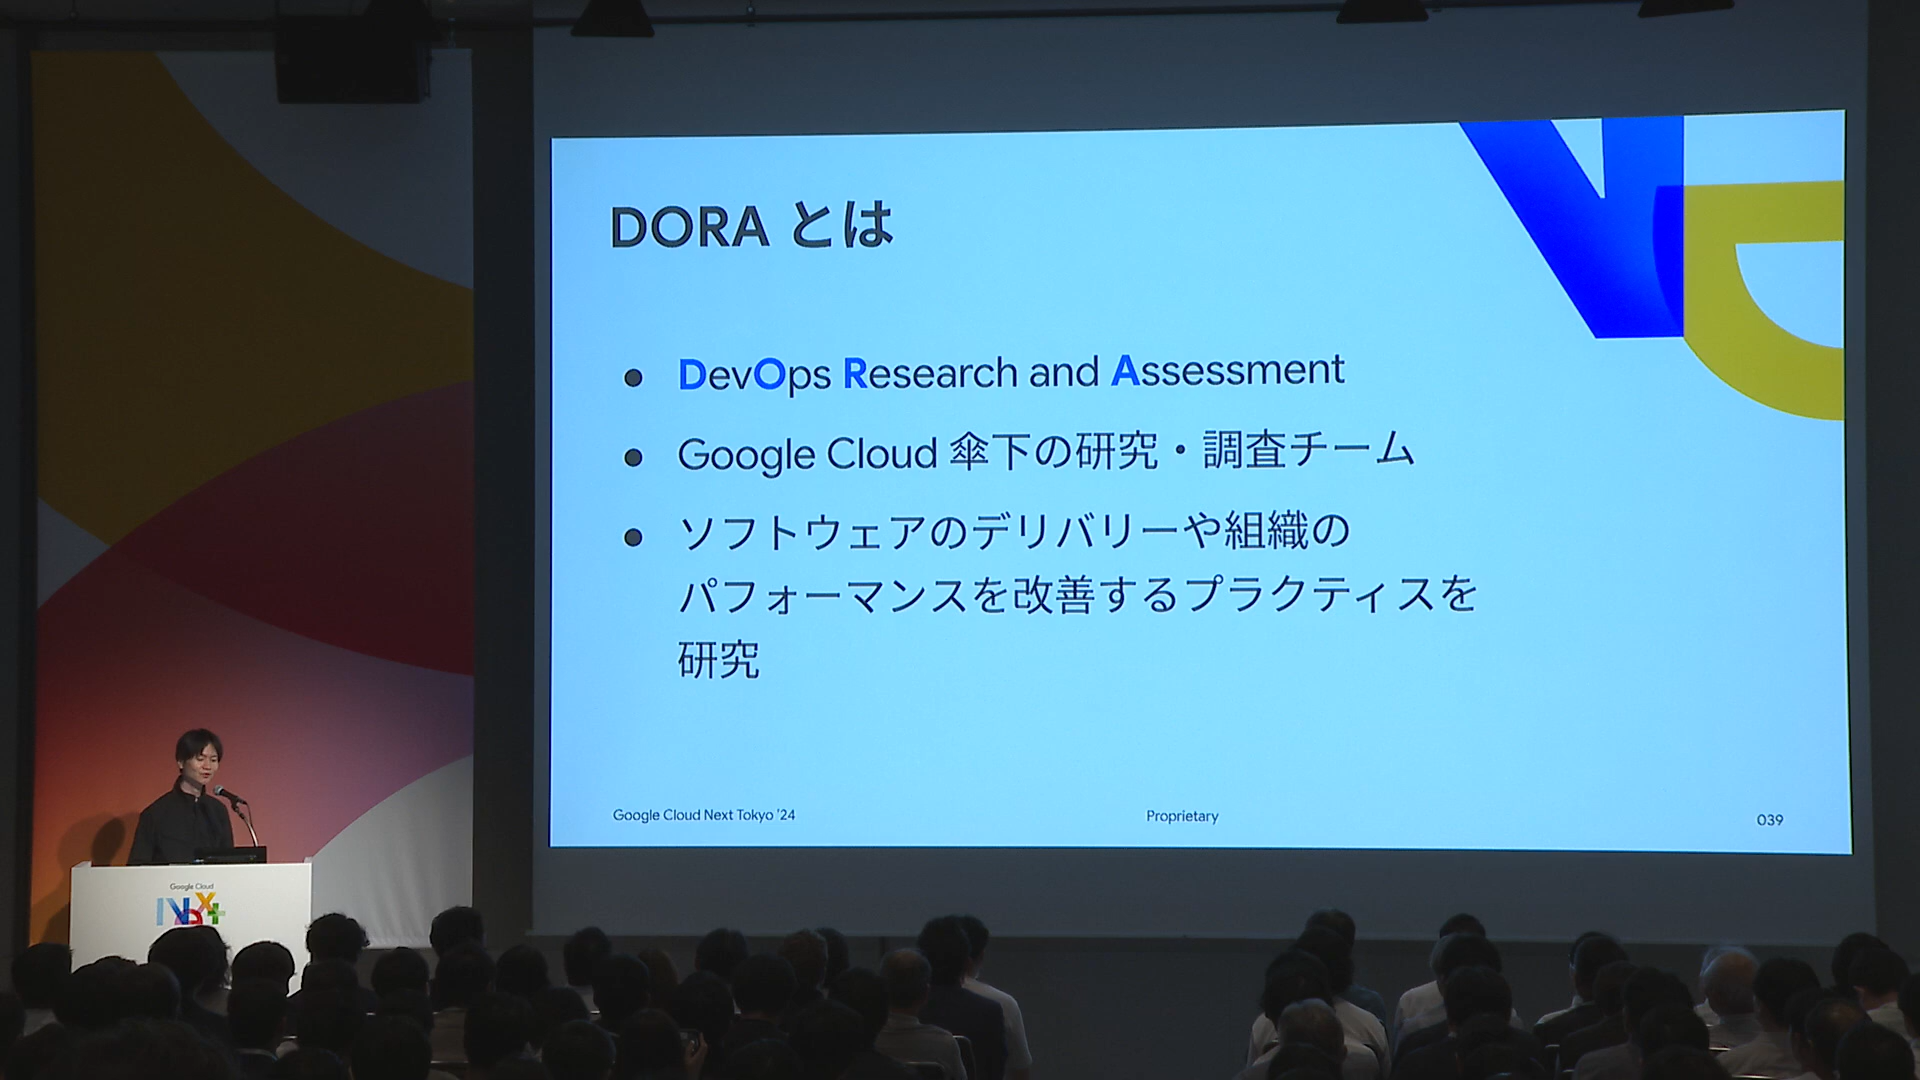 DORA とは
● DevOps Research and Assessment
● Google Cloud 傘下の研究・調査チーム
● ソフトウェアのデリバリーや組織の
パフォーマンスを改善するプラクティスを
研究
Google Cloud Next Tokyo '24
Proprietary
039
Google Cloud
Next